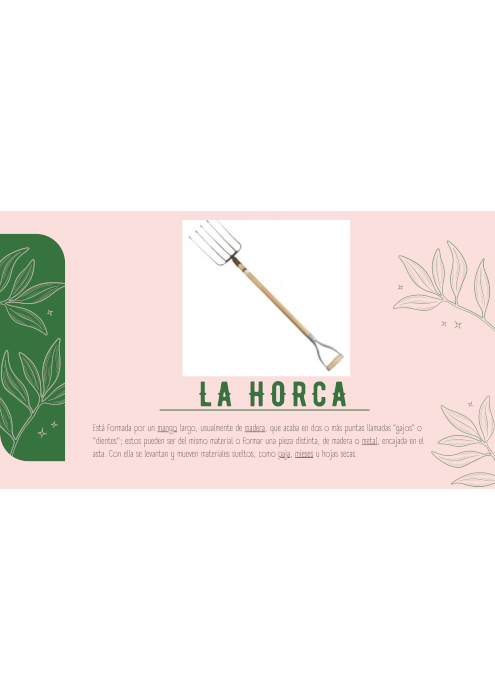 LA HORCA
Está formada por un mango largo, usualmente de madera, que acaba en dos o más puntas llamadas "gajos" o
"dientes"; estos pueden ser del mismo material o formar una pieza distinta, de madera o metal, encajada en el
asta. Con ella se levantan y mueven materiales sueltos, como paja, mieses u hojas secas.